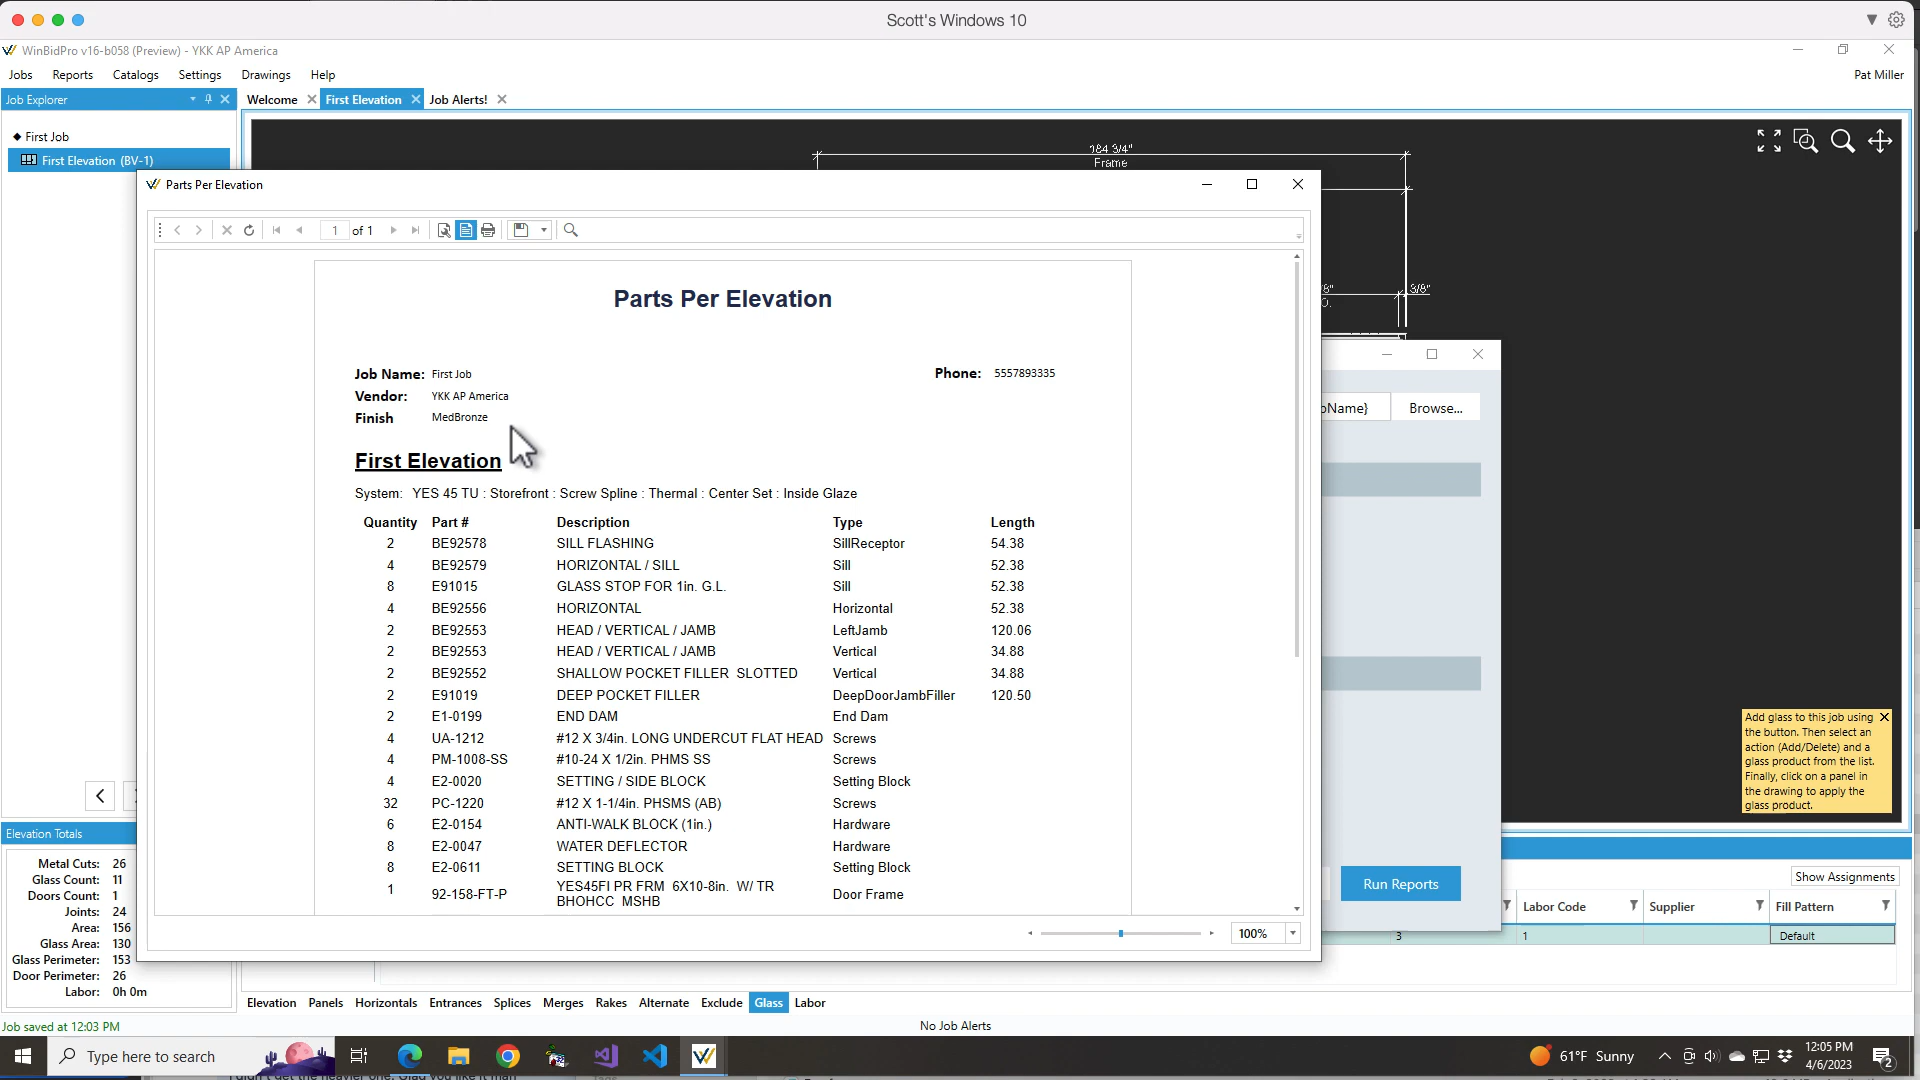 Scott's Windows 10
WinBidPro v16-b058 (Preview) - YKK AP America
Jobs Reports Catalogs Settings Drawings Help Pat Miller
Job Explorer
Welcome First Elevation Job Alerts!
First Job
First Elevation (BV-1)
184 3/4"
Frame
3/8"
Parts Per Elevation
1 of 1
Parts Per Elevation
Job Name: First Job Phone: 5557893335
Vendor: YKK AP America
Finish MedBronze
First Elevation
System: YES 45 TU : Storefront : Screw Spline : Thermal : Center Set : Inside Glaze
Quantity Part # Description Type Length
2 BE92578 SILL FLASHING SillReceptor 54.38
4 BE92579 HORIZONTAL / SILL Sill 52.38
8 E91015 GLASS STOP FOR 1in. G.L. Sill 52.38
4 BE92556 HORIZONTAL Horizontal 52.38
2 BE92553 HEAD / VERTICAL / JAMB LeftJamb 120.06
2 BE92553 HEAD / VERTICAL / JAMB Vertical 34.88
2 BE92552 SHALLOW POCKET FILLER SLOTTED Vertical 34.88
2 E91019 DEEP POCKET FILLER DeepDoorJambFiller 120.50
2 E1-0199 END DAM End Dam
4 UA-1212 #12 X 3/4in. LONG UNDERCUT FLAT HEAD Screws
4 PM-1008-SS #10-24 X 1/2in. PHMS SS Screws
4 E2-0020 SETTING / SIDE BLOCK Setting Block
32 PC-1220 #12 X 1-1/4in. PHSMS (AB) Screws
6 E2-0154 ANTI-WALK BLOCK (1in.) Hardware
8 E2-0047 WATER DEFLECTOR Hardware
8 E2-0611 SETTING BLOCK Setting Block
1 92-158-FT-P YES45FI PR FRM 6X10-8in. W/ TR Door Frame
BHOHCC MSHB
100%
bName} Browse...
Run Reports
Add glass to this job using
the button. Then select an
action (Add/Delete) and a
glass product from the list.
Finally, click on a panel in
the drawing to apply the
glass product.
Show Assignments
Labor Code Supplier Fill Pattern
3 1 Default
Elevation Totals
Metal Cuts: 26
Glass Count: 11
Doors Count: 1
Joints: 24
Area: 156
Glass Area: 130
Glass Perimeter: 153
Door Perimeter: 26
Labor: 0h 0m
Elevation Panels Horizontals Entrances Splices Merges Rakes Alternate Exclude Glass Labor
Job saved at 12:03 PM No Job Alerts
Type here to search
61°F Sunny
12:05 PM
4/6/2023
2